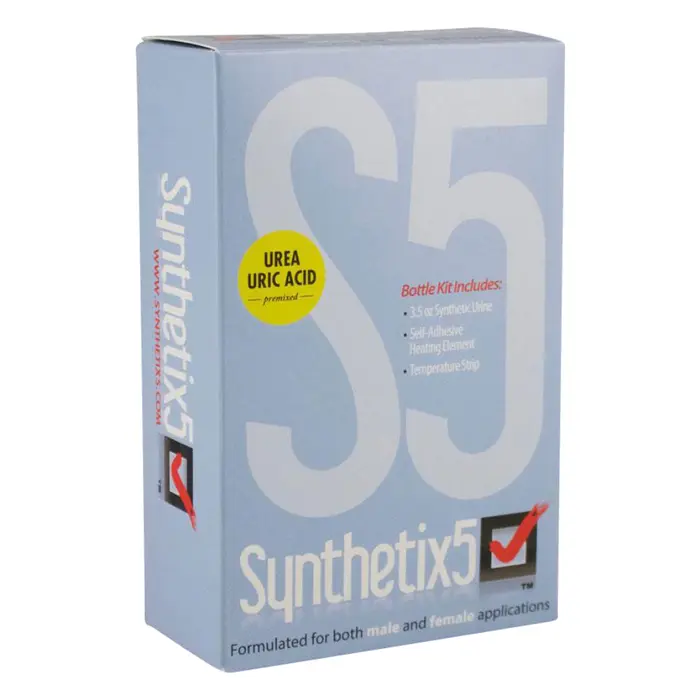 S5
UREA
URIC ACID
premixed
Bottle Kit Includes:
• 3.5 oz Synthetic Urine
• Self-Adhesive
Heating Element
• Temperature Strip
Synthetix5
TM
Formulated for both male and female applications
Synthetix5
TM
WWW.SYNTHETIX5.COM